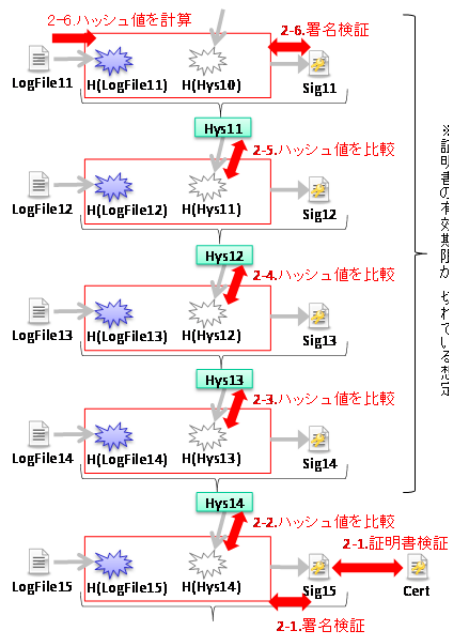 2-6.ハッシュ値を計算
2-6.署名検証
LogFile11
H(LogFile11)
H(Hys10)
Sig11
Hys11
2-5.ハッシュ値を比較
LogFile12
H(LogFile12)
H(Hys11)
Sig12
Hys12
2-4.ハッシュ値を比較
LogFile13
H(LogFile13)
H(Hys12)
Sig13
Hys13
2-3.ハッシュ値を比較
LogFile14
H(LogFile14)
H(Hys13)
Sig14
Hys14
2-2.ハッシュ値を比較
2-1.証明書検証
LogFile15
H(LogFile15)
H(Hys14)
Sig15
Cert
2-1.署名検証
※証明書の有効期限が、切れている想定